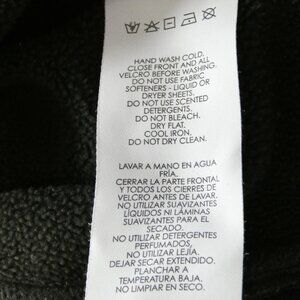 HAND WASH COLD.
CLOSE FRONT AND ALL
VELCRO BEFORE WASHING.
DO NOT USE FABRIC
SOFTENERS - LIQUID OR
DRYER SHEETS.
DO NOT USE SCENTED
DETERGENTS.
DO NOT BLEACH.
DRY FLAT.
COOL IRON.
DO NOT DRY CLEAN.
LAVAR A MANO EN AGUA
FRÍA.
CERRAR LA PARTE FRONTAL
Y TODOS LOS CIERRES DE
VELCRO ANTES DE LAVAR.
NO UTILIZAR SUAVIZANTES
LÍQUIDOS NI LÁMINAS
SUAVIZANTES PARA EL
SECADO.
NO UTILIZAR DETERGENTES
PERFUMADOS,
NO UTILIZAR LEJÍA.
DEJAR SECAR EXTENDIDO.
PLANCHAR A
TEMPERATURA BAJA.
NO LIMPIAR EN SECO.